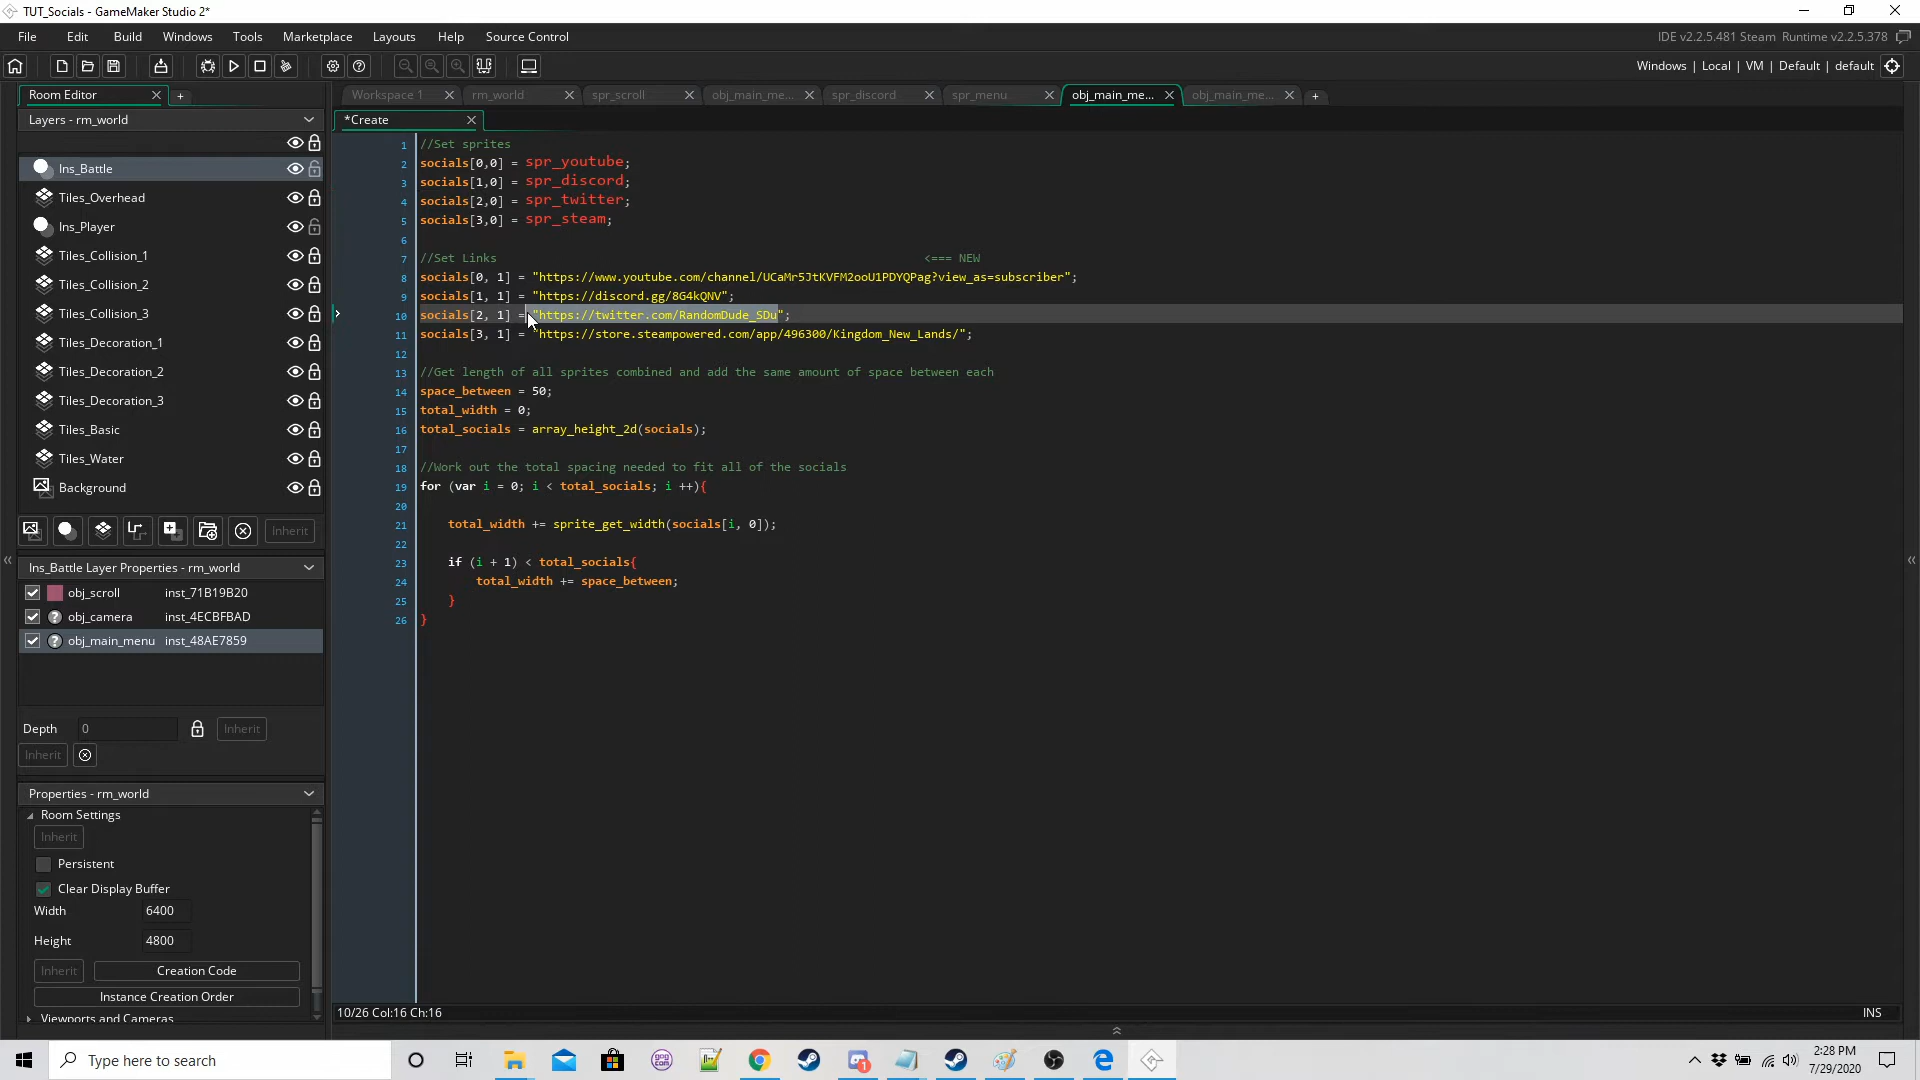 TUT_Socials - GameMaker Studio 2*
File Edit Build Windows Tools Marketplace Layouts Help Source Control
IDE v2.2.5.481 Steam Runtime v2.2.5.378
Windows | Local | VM | Default | default
Room Editor
Workspace 1 rm_world spr_scroll obj_main_me... spr_discord spr_menu obj_main_me... obj_main_me...
Layers - rm_world
*Create
Ins_Battle
Tiles_Overhead
Ins_Player
Tiles_Collision_1
Tiles_Collision_2
Tiles_Collision_3
Tiles_Decoration_1
Tiles_Decoration_2
Tiles_Decoration_3
Tiles_Basic
Tiles_Water
Background
Inherit
Ins_Battle Layer Properties - rm_world
obj_scroll inst_71B19B20
obj_camera inst_4ECBFBAD
obj_main_menu inst_48AE7859
Depth 0 Inherit
Inherit
Properties - rm_world
Room Settings
Inherit
Persistent
Clear Display Buffer
Width 6400
Height 4800
Inherit Creation Code
Instance Creation Order
Viewports and Cameras
1 //Set sprites
2 socials[0,0] = spr_youtube;
3 socials[1,0] = spr_discord;
4 socials[2,0] = spr_twitter;
5 socials[3,0] = spr_steam;
6
7 //Set Links <=== NEW
8 socials[0, 1] = "https://www.youtube.com/channel/UCaMr5JtKVFM2ooU1PDYQPag?view_as=subscriber";
9 socials[1, 1] = "https://discord.gg/8G4kQNV";
10 socials[2, 1] = "https://twitter.com/RandomDude_SDu";
11 socials[3, 1] = "https://store.steampowered.com/app/496300/Kingdom_New_Lands/";
12
13 //Get length of all sprites combined and add the same amount of space between each
14 space_between = 50;
15 total_width = 0;
16 total_socials = array_height_2d(socials);
17
18 //Work out the total spacing needed to fit all of the socials
19 for (var i = 0; i < total_socials; i ++){
20
21 total_width += sprite_get_width(socials[i, 0]);
22
23 if (i + 1) < total_socials{
24 total_width += space_between;
25 }
26 }
10/26 Col:16 Ch:16
INS
Type here to search
gog com
1
2:28 PM
7/29/2020